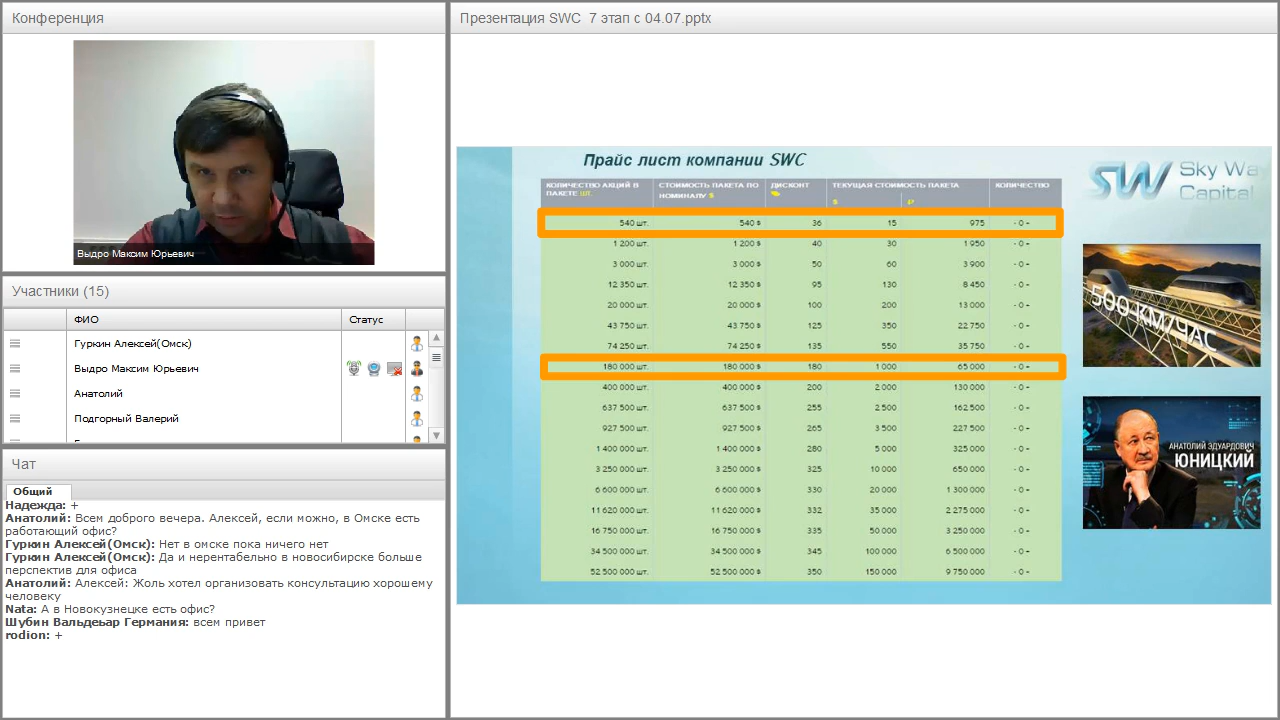 Конференция
Выдро Максим Юрьевич
Участники (15)
ФИО Статус
Гуркин Алексей(Омск)
Выдро Максим Юрьевич
Анатолий
Подгорный Валерий
Чат
Общий
Надежда: +
Анатолий: Всем доброго вечера. Алексей, если можно, в Омске есть
работающий офис?
Гуркин Алексей(Омск): Нет в омске пока ничего нет
Гуркин Алексей(Омск): Да и нерентабельно в новосибирске больше
перспектив для офиса
Анатолий: Алексей: Жоль хотел организовать консультацию хорошему
человеку
Nata: А в Новокузнецке есть офис?
Шубин Вальдеьар Германия: всем привет
rodion: +
Презентация SWC 7 этап с 04.07.pptx
Прайс лист компании SWC
КОЛИЧЕСТВО АКЦИЙ В ПАКЕТЕ ШТ. СТОИМОСТЬ ПАКЕТА ПО НОМИНАЛУ $ ДИСКОНТ % ТЕКУЩАЯ СТОИМОСТЬ ПАКЕТА КОЛИЧЕСТВО
$ ₽
540 шт. 540 $ 36 15 975 - 0 +
1 200 шт. 1 200 $ 40 30 1 950 - 0 +
3 000 шт. 3 000 $ 50 60 3 900 - 0 +
12 350 шт. 12 350 $ 95 130 8 450 - 0 +
20 000 шт. 20 000 $ 100 200 13 000 - 0 +
43 750 шт. 43 750 $ 125 350 22 750 - 0 +
74 250 шт. 74 250 $ 135 550 35 750 - 0 +
180 000 шт. 180 000 $ 180 1 000 65 000 - 0 +
400 000 шт. 400 000 $ 200 2 000 130 000 - 0 +
637 500 шт. 637 500 $ 255 2 500 162 500 - 0 +
927 500 шт. 927 500 $ 265 3 500 227 500 - 0 +
1 400 000 шт. 1 400 000 $ 280 5 000 325 000 - 0 +
3 250 000 шт. 3 250 000 $ 325 10 000 650 000 - 0 +
6 600 000 шт. 6 600 000 $ 330 20 000 1 300 000 - 0 +
11 620 000 шт. 11 620 000 $ 332 35 000 2 275 000 - 0 +
16 750 000 шт. 16 750 000 $ 335 50 000 3 250 000 - 0 +
34 500 000 шт. 34 500 000 $ 345 100 000 6 500 000 - 0 +
52 500 000 шт. 52 500 000 $ 350 150 000 9 750 000 - 0 +
SW Sky Way
Capital
500 КМ/ЧАС
АНАТОЛИЙ ЭДУАРДОВИЧ
ЮНИЦКИЙ